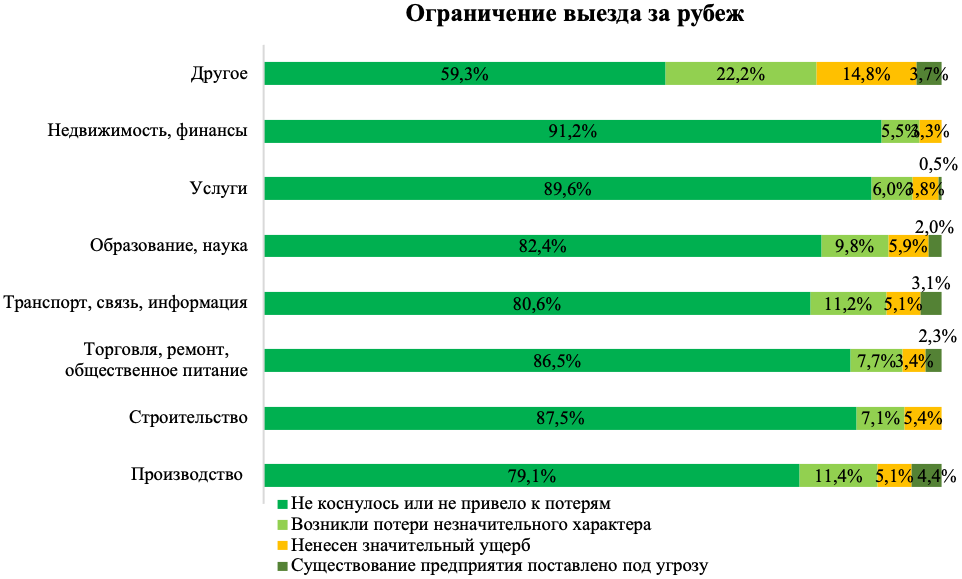 Ограничение выезда за рубеж
Другое
59,3%
22,2%
14,8%
3,7%
Недвижимость, финансы
91,2%
5,5%
3,3%
0,5%
Услуги
89,6%
6,0%
3,8%
2,0%
Образование, наука
82,4%
9,8%
5,9%
3,1%
Транспорт, связь, информация
80,6%
11,2%
5,1%
2,3%
Торговля, ремонт,
общественное питание
86,5%
7,7%
3,4%
Строительство
87,5%
7,1%
5,4%
Производство
79,1%
11,4%
5,1%
4,4%
Не коснулось или не привело к потерям
Возникли потери незначительного характера
Ненесен значительный ущерб
Существование предприятия поставлено под угрозу